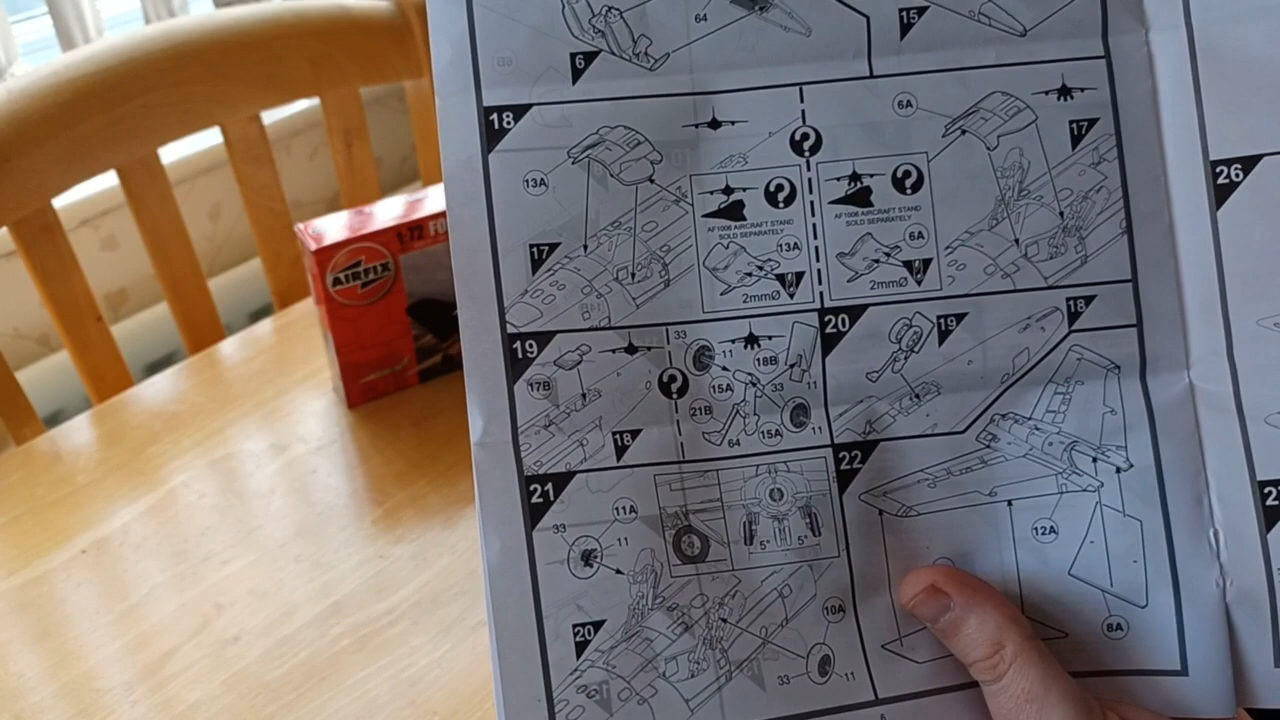 64
15
6
6B
18
13A
17
AF1006 AIRCRAFT STAND
SOLD SEPARATELY
13A
2mmØ
6A
17
AF1006 AIRCRAFT STAND
SOLD SEPARATELY
6A
2mmØ
?
?
?
26
AIRFIX
1:72
19
17B
18
?
33
11
18B
15A
33
11
21B
64
15A
11
20
19
18
21
33
11A
11
5° 5°
20
10A
33
11
22
12A
8A